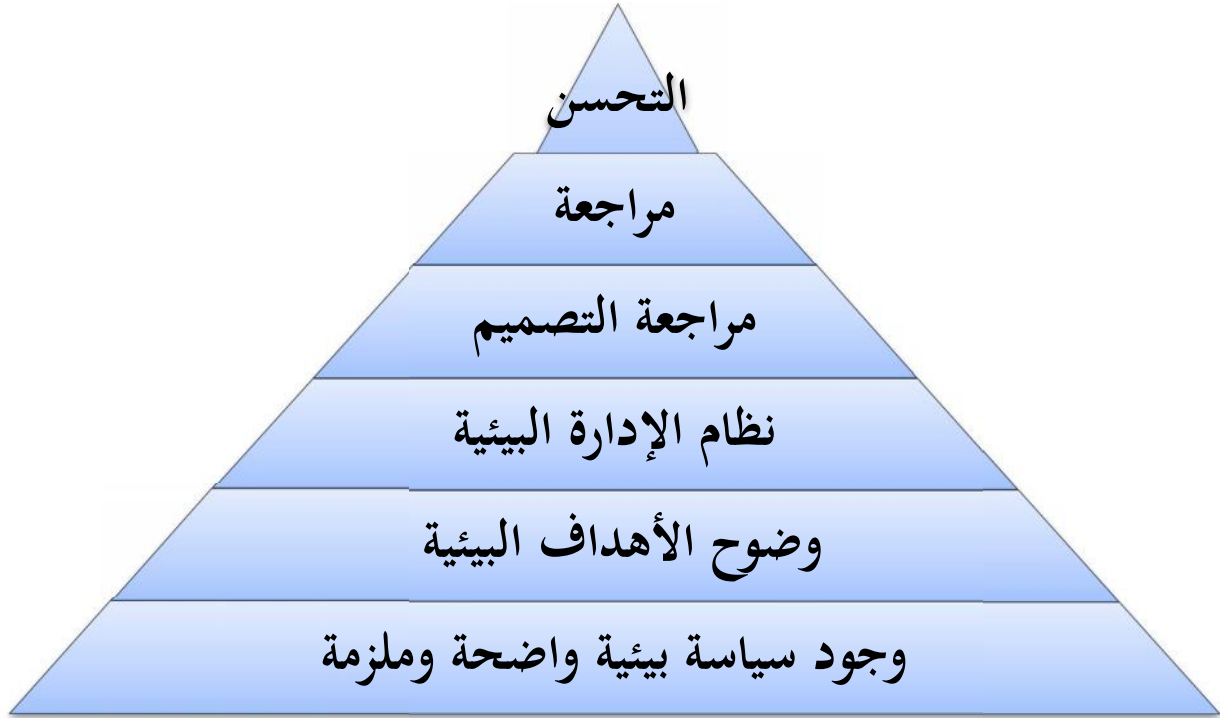 التحسن
مراجعة
مراجعة التصميم
نظام الإدارة البيئية
وضوح الأهداف البيئية
وجود سياسة بيئية واضحة وملزمة